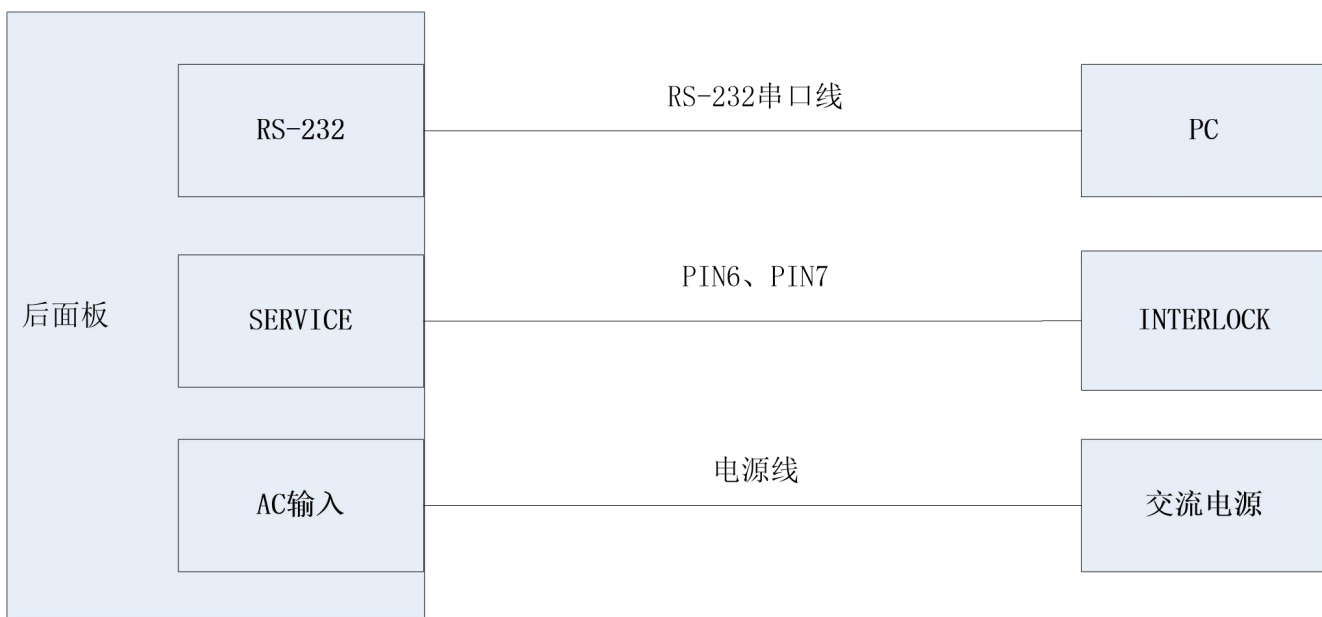 RS-232串口线
RS-232
PC
PIN6、PIN7
后面板
SERVICE
INTERLOCK
电源线
AC输入
交流电源